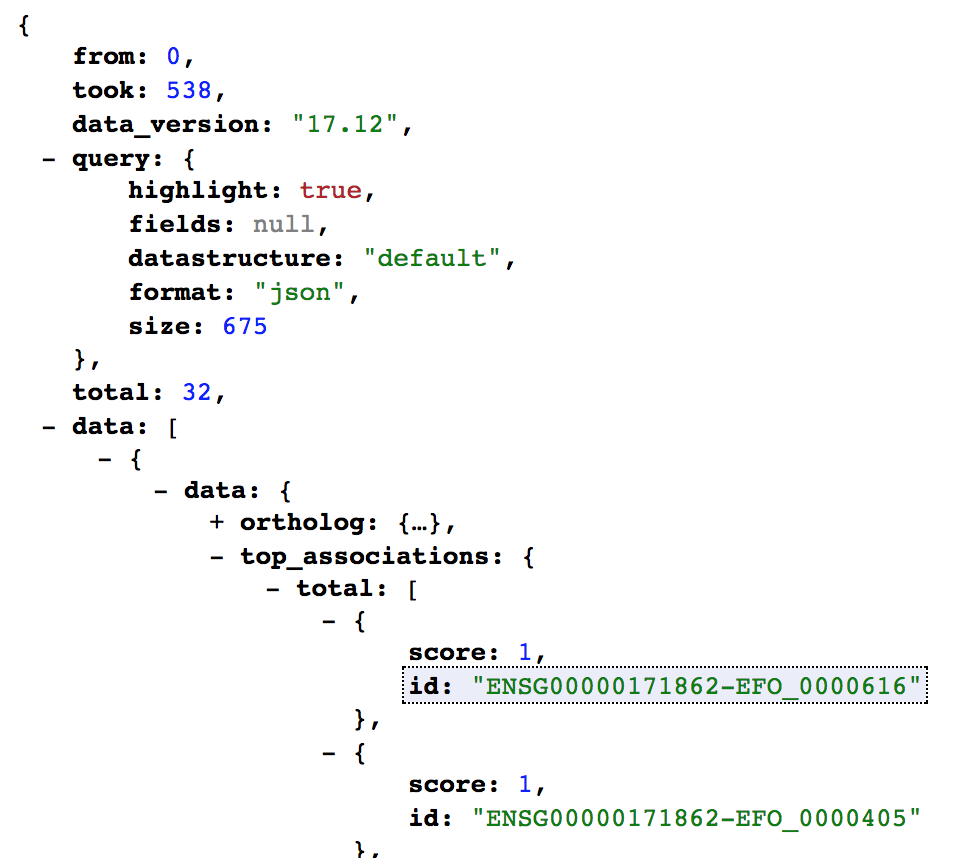 {
from: 0,
took: 538,
data_version: "17.12",
- query: {
highlight: true,
fields: null,
datastructure: "default",
format: "json",
size: 675
},
total: 32,
- data: [
- {
- data: {
+ ortholog: {…},
- top_associations: {
- total: [
- {
score: 1,
id: "ENSG00000171862-EFO_0000616"
},
- {
score: 1,
id: "ENSG00000171862-EFO_0000405"
},